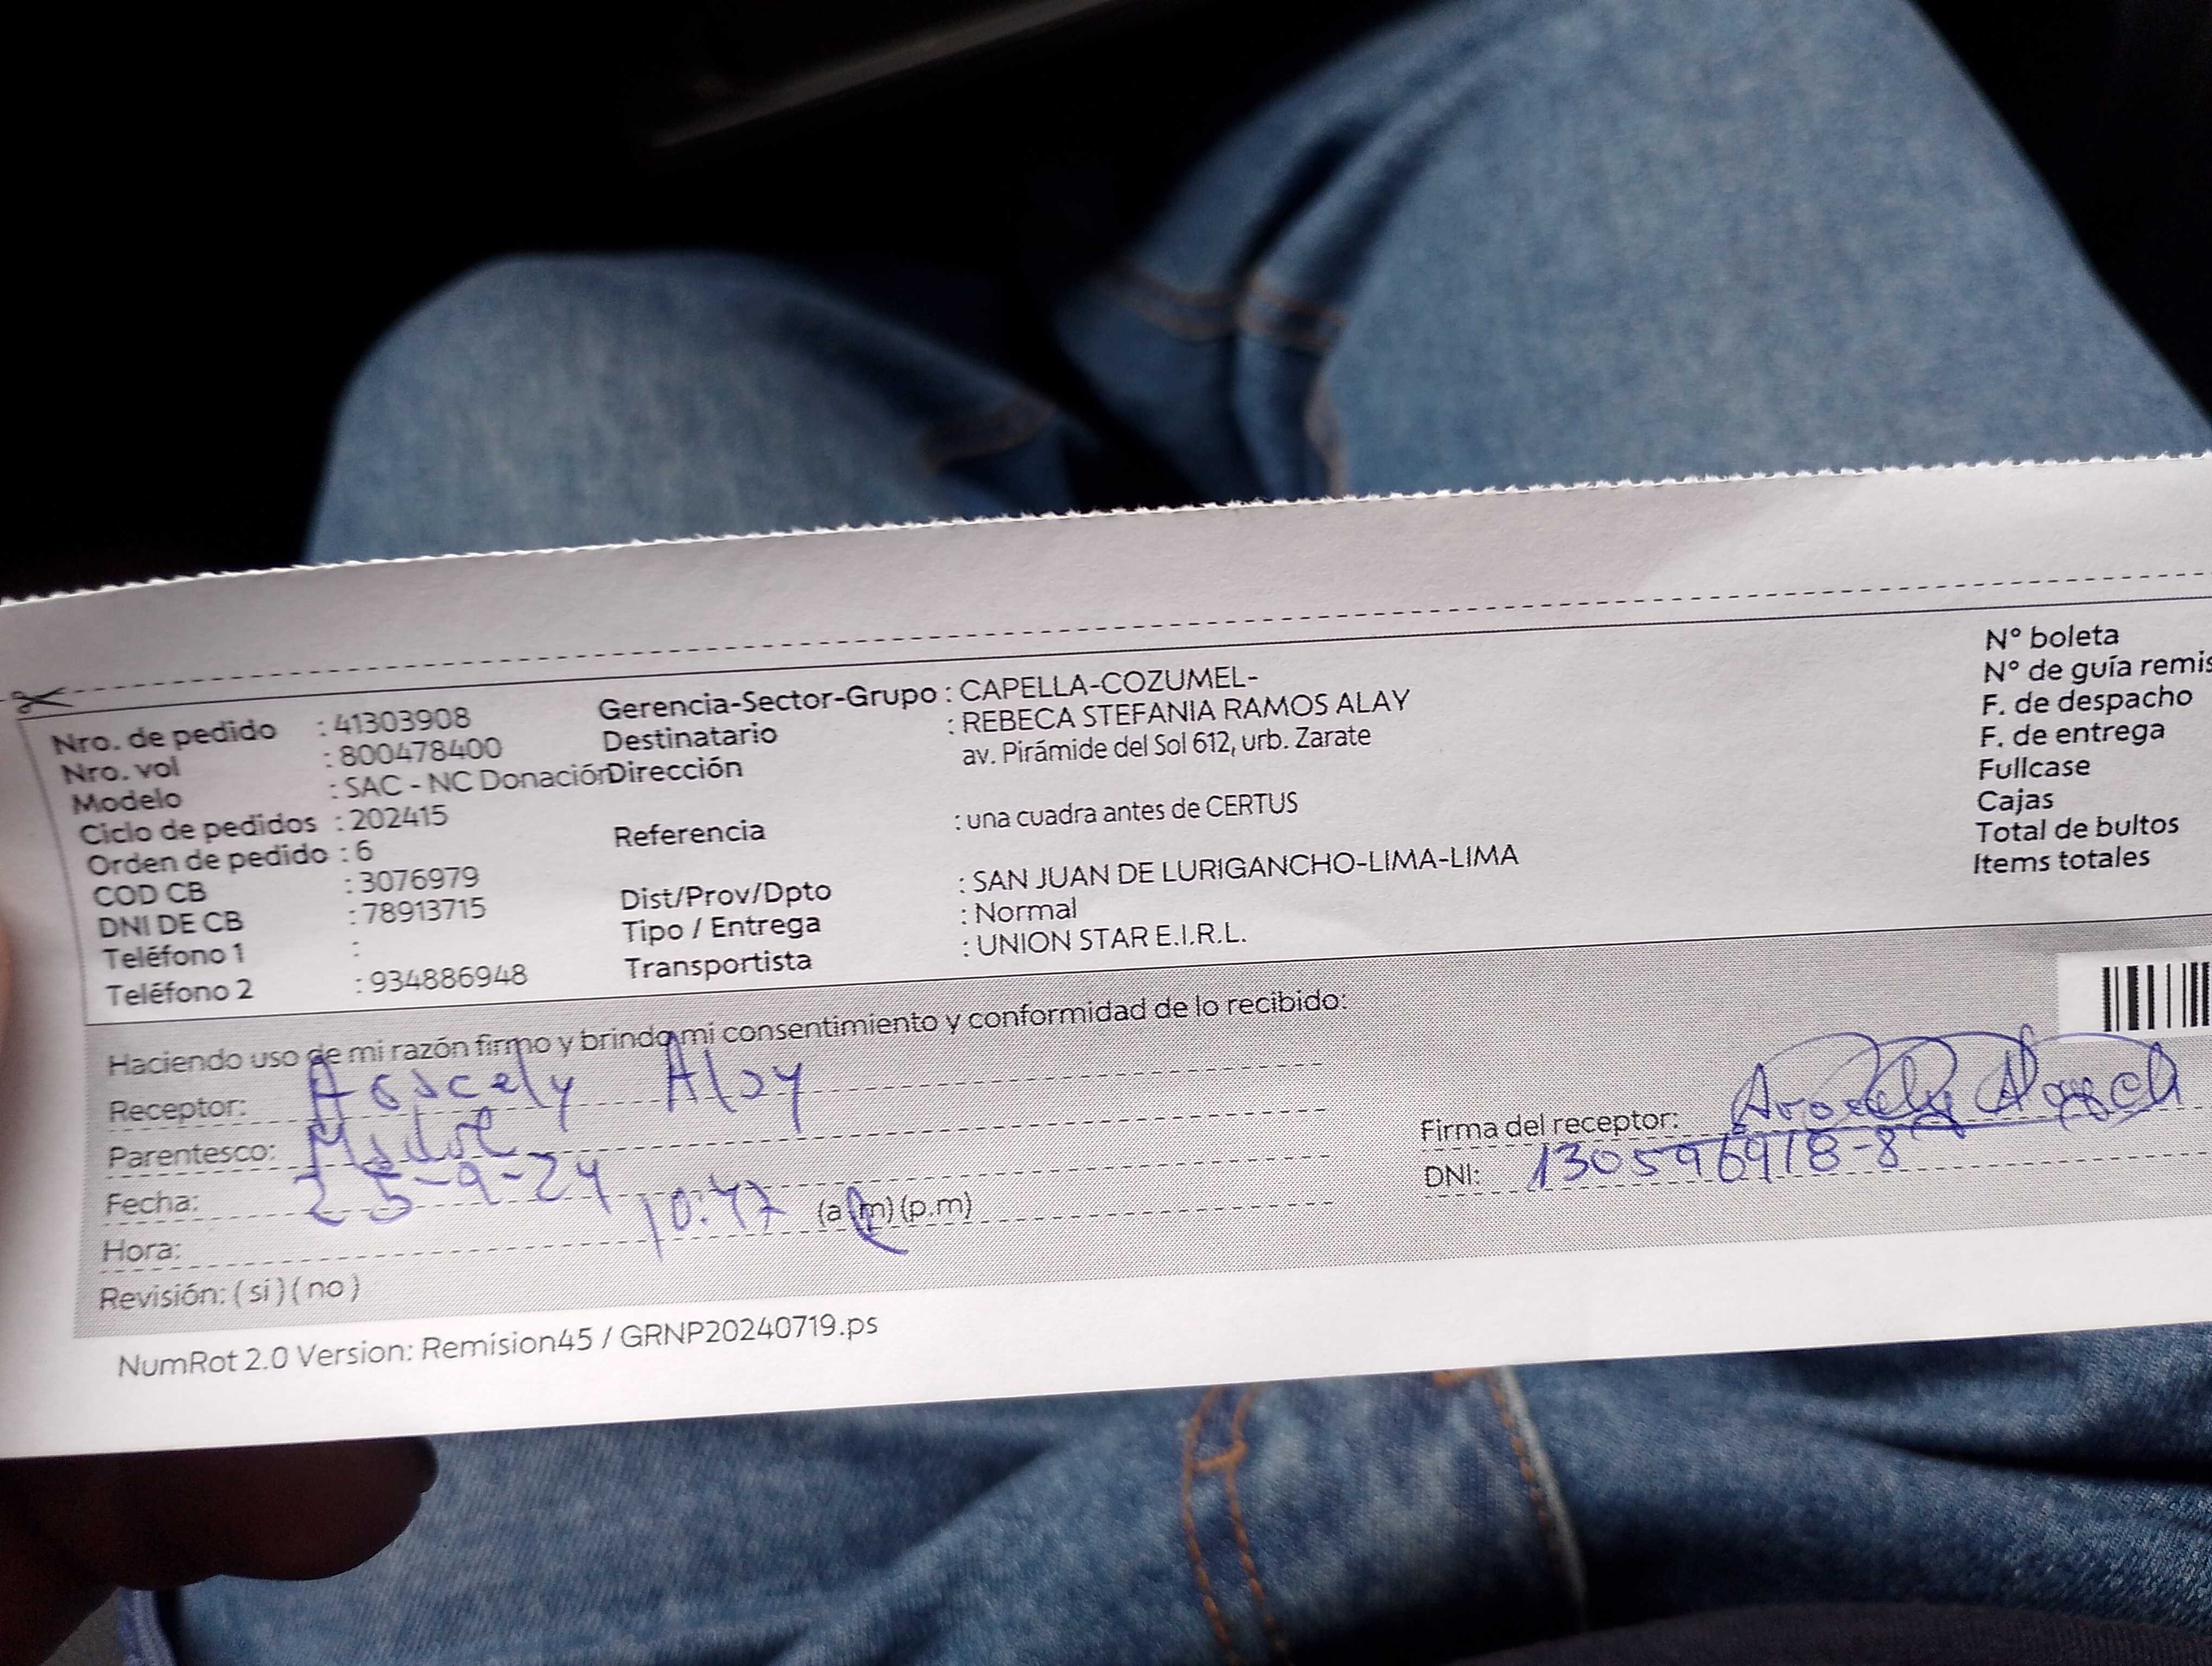 Nro. de pedido : 41303908
Nro. vol : 800478400
Modelo : SAC - NC Donación
Ciclo de pedidos : 202415
Orden de pedido : 6
COD CB : 3076979
DNI DE CB : 78913715
Teléfono 1 :
Teléfono 2 : 934886948
Gerencia-Sector-Grupo : CAPELLA-COZUMEL-
Destinatario : REBECA STEFANIA RAMOS ALAY
Dirección av. Pirámide del Sol 612, urb. Zarate
Referencia : una cuadra antes de CERTUS
Dist/Prov/Dpto : SAN JUAN DE LURIGANCHO-LIMA-LIMA
Tipo / Entrega : Normal
Transportista : UNION STAR E.I.R.L.
N° boleta
N° de guía remis
F. de despacho
F. de entrega
Fullcase
Cajas
Total de bultos
Items totales
Haciendo uso de mi razón firmo y brindo mi consentimiento y conformidad de lo recibido:
Receptor: Aracely Alay
Parentesco: Madre
Fecha: 25-9-24
Hora: 10:47 (a.m) (p.m)
Revisión: ( si ) ( no )
Firma del receptor:
DNI: 130596918-8
NumRot 2.0 Version: Remision45 / GRNP20240719.ps